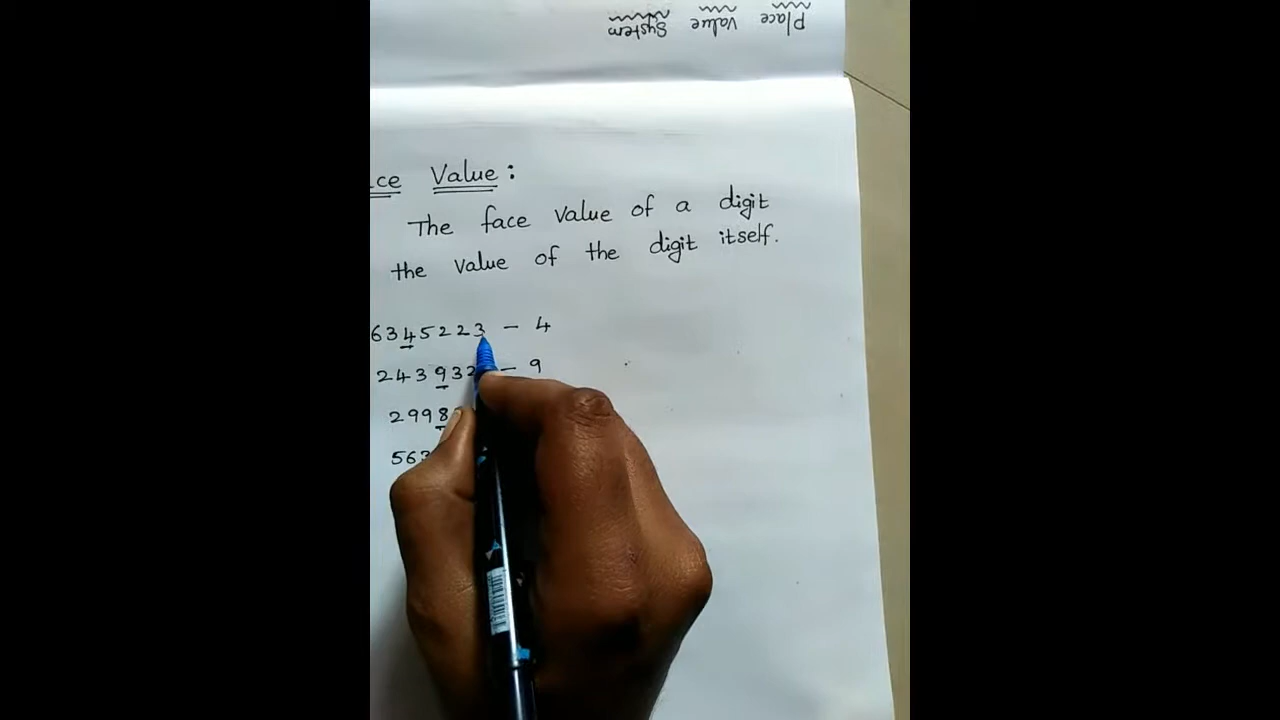 Place Value System
ce Value:
The face value of a digit
the value of the digit itself.
6345223 - 4
243932 - 9
2998
563